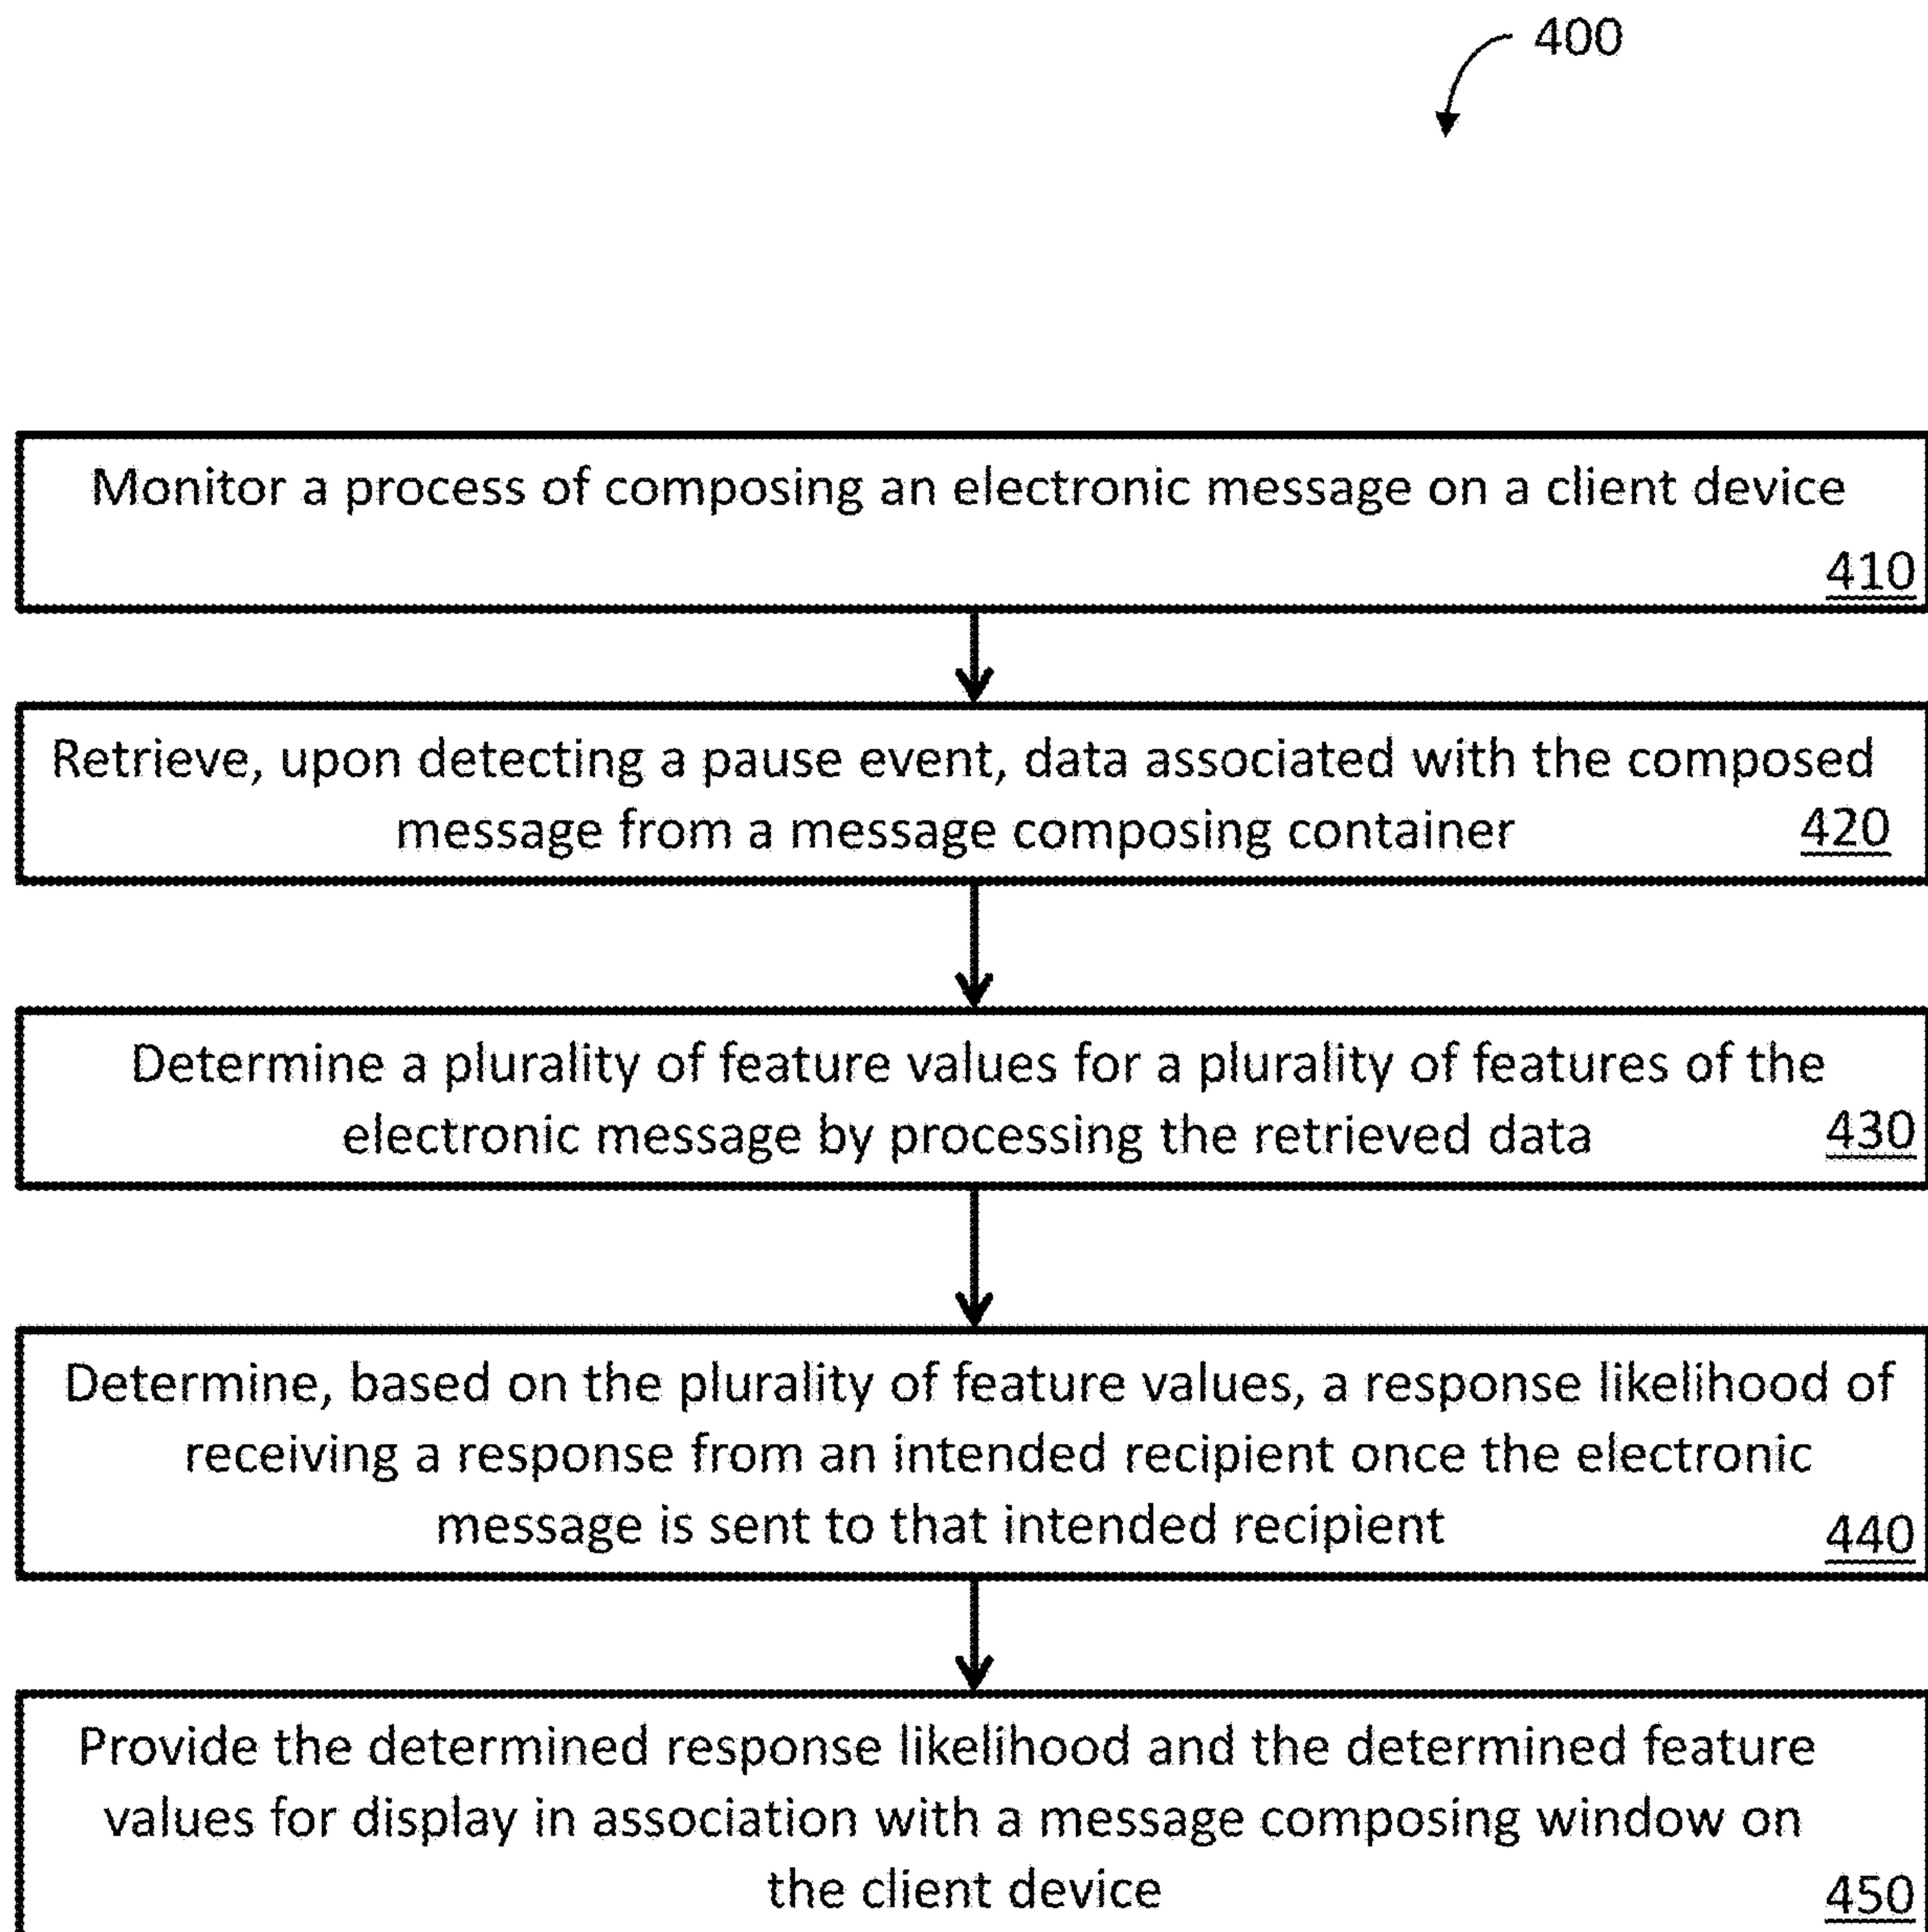 400
Monitor a process of composing an electronic message on a client device
410
Retrieve, upon detecting a pause event, data associated with the composed
message from a message composing container 420
Determine a plurality of feature values for a plurality of features of the
electronic message by processing the retrieved data 430
Determine, based on the plurality of feature values, a response likelihood of
receiving a response from an intended recipient once the electronic
message is sent to that intended recipient 440
Provide the determined response likelihood and the determined feature
values for display in association with a message composing window on
the client device 450